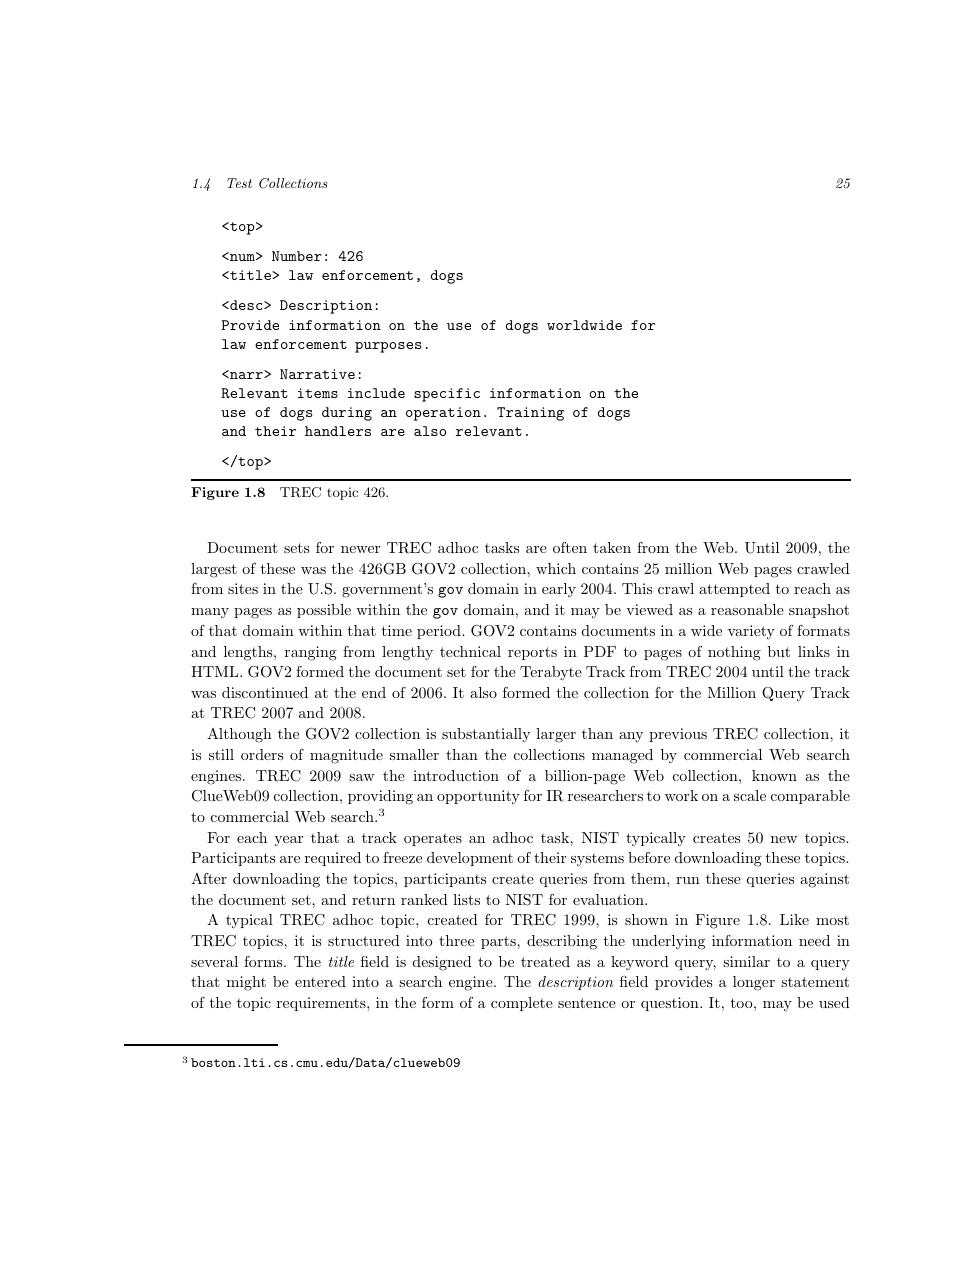 1.4 Test Collections 25
<top>
<num> Number: 426
<title> law enforcement, dogs
<desc> Description:
Provide information on the use of dogs worldwide for
law enforcement purposes.
<narr> Narrative:
Relevant items include specific information on the
use of dogs during an operation. Training of dogs
and their handlers are also relevant.
</top>
Figure 1.8 TREC topic 426.
Document sets for newer TREC adhoc tasks are often taken from the Web. Until 2009, the
largest of these was the 426GB GOV2 collection, which contains 25 million Web pages crawled
from sites in the U.S. government's gov domain in early 2004. This crawl attempted to reach as
many pages as possible within the gov domain, and it may be viewed as a reasonable snapshot
of that domain within that time period. GOV2 contains documents in a wide variety of formats
and lengths, ranging from lengthy technical reports in PDF to pages of nothing but links in
HTML. GOV2 formed the document set for the Terabyte Track from TREC 2004 until the track
was discontinued at the end of 2006. It also formed the collection for the Million Query Track
at TREC 2007 and 2008.
Although the GOV2 collection is substantially larger than any previous TREC collection, it
is still orders of magnitude smaller than the collections managed by commercial Web search
engines. TREC 2009 saw the introduction of a billion-page Web collection, known as the
ClueWeb09 collection, providing an opportunity for IR researchers to work on a scale comparable
to commercial Web search.3
For each year that a track operates an adhoc task, NIST typically creates 50 new topics.
Participants are required to freeze development of their systems before downloading these topics.
After downloading the topics, participants create queries from them, run these queries against
the document set, and return ranked lists to NIST for evaluation.
A typical TREC adhoc topic, created for TREC 1999, is shown in Figure 1.8. Like most
TREC topics, it is structured into three parts, describing the underlying information need in
several forms. The title field is designed to be treated as a keyword query, similar to a query
that might be entered into a search engine. The description field provides a longer statement
of the topic requirements, in the form of a complete sentence or question. It, too, may be used
3 boston.lti.cs.cmu.edu/Data/clueweb09